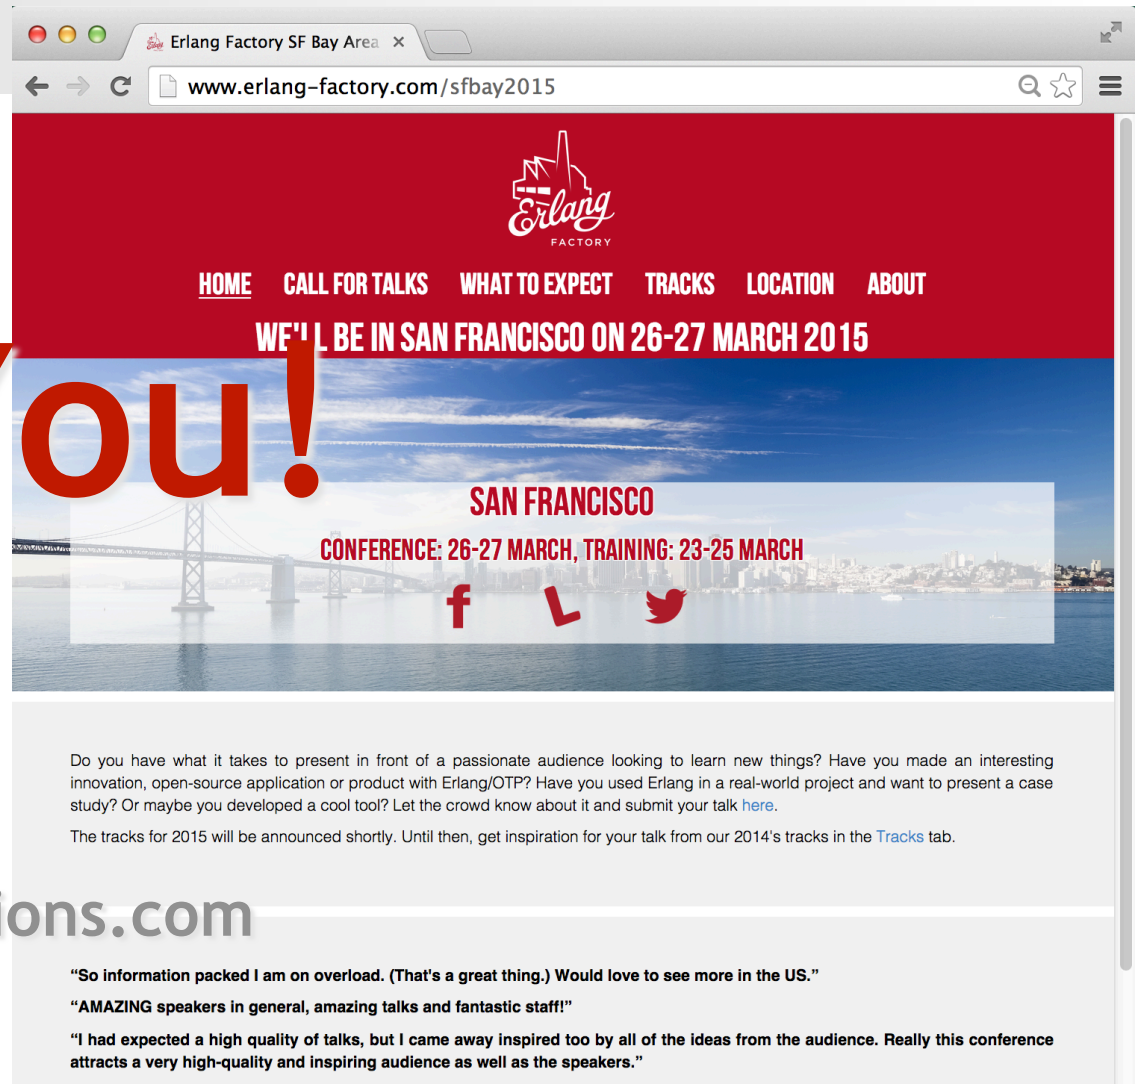 Erlang Factory SF Bay Area
www.erlang-factory.com/sfbay2015
Erlang
FACTORY
HOME CALL FOR TALKS WHAT TO EXPECT TRACKS LOCATION ABOUT
WE'LL BE IN SAN FRANCISCO ON 26-27 MARCH 2015
ou!
SAN FRANCISCO
CONFERENCE: 26-27 MARCH, TRAINING: 23-25 MARCH
Do you have what it takes to present in front of a passionate audience looking to learn new things? Have you made an interesting
innovation, open-source application or product with Erlang/OTP? Have you used Erlang in a real-world project and want to present a case
study? Or maybe you developed a cool tool? Let the crowd know about it and submit your talk here.
The tracks for 2015 will be announced shortly. Until then, get inspiration for your talk from our 2014's tracks in the Tracks tab.
ions.com
“So information packed I am on overload. (That's a great thing.) Would love to see more in the US.”
“AMAZING speakers in general, amazing talks and fantastic staff!”
“I had expected a high quality of talks, but I came away inspired too by all of the ideas from the audience. Really this conference
attracts a very high-quality and inspiring audience as well as the speakers.”